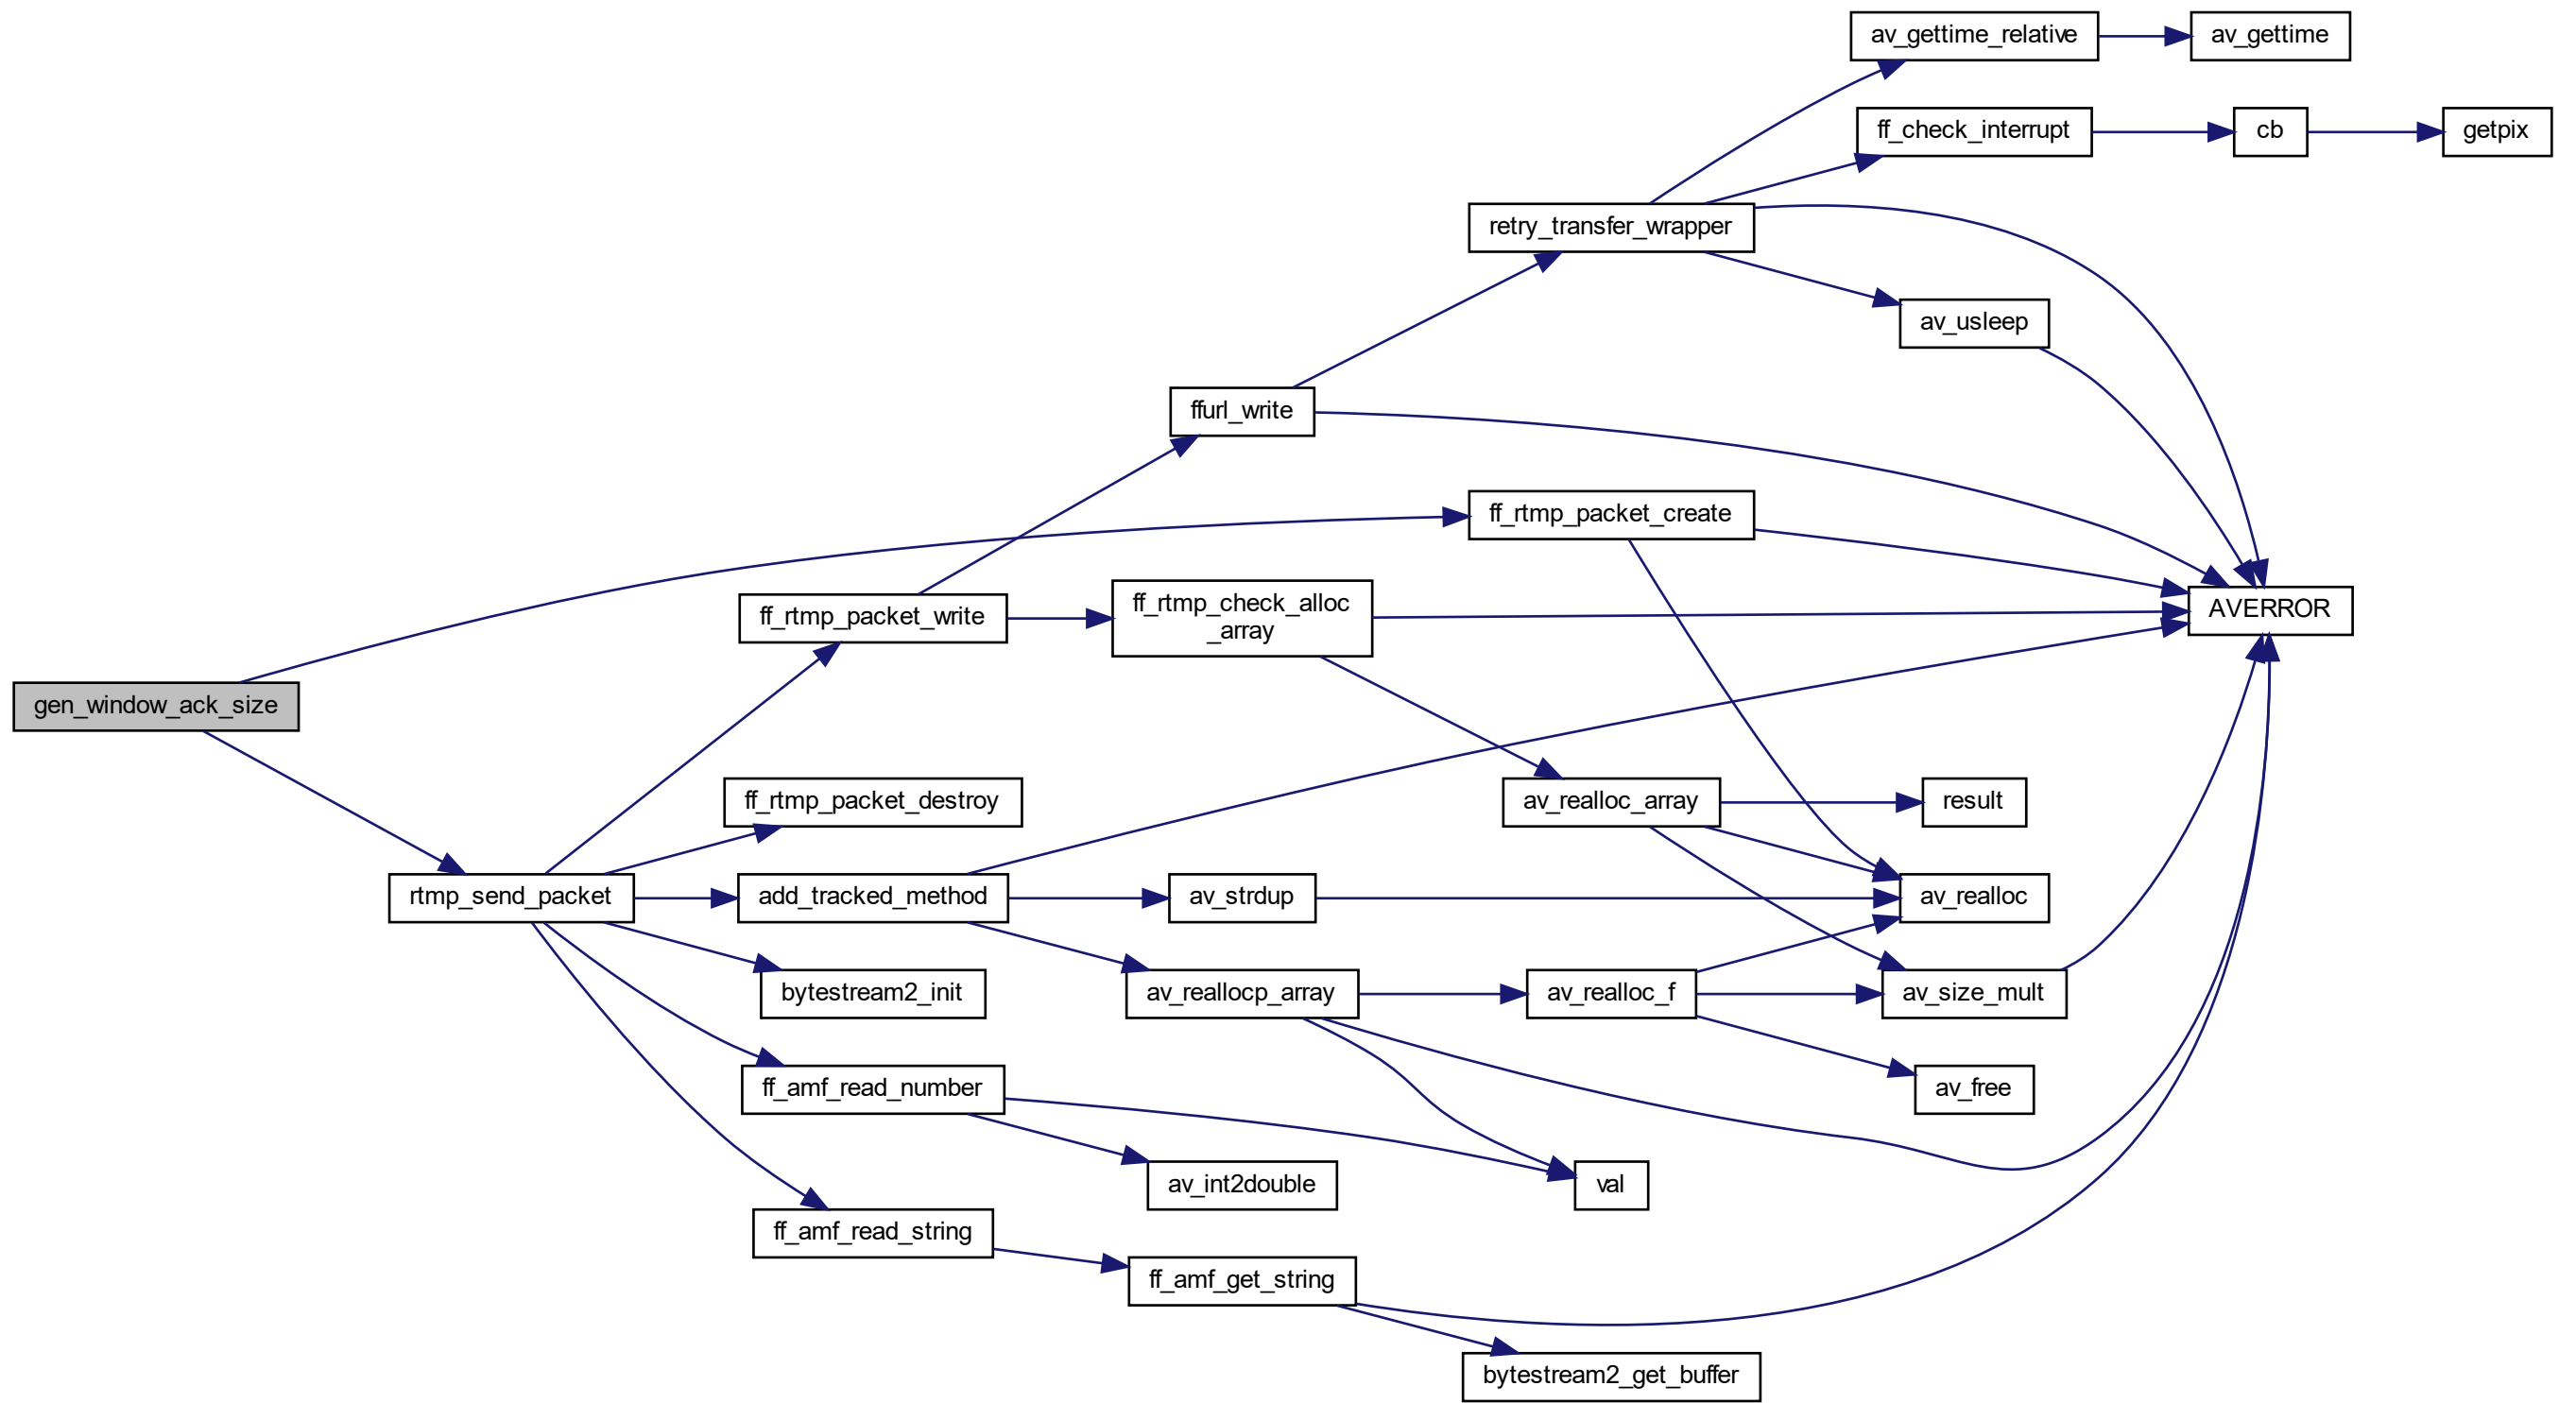 av_gettime_relative
av_gettime
ff_check_interrupt
cb
getpix
retry_transfer_wrapper
av_usleep
ffurl_write
ff_rtmp_packet_create
ff_rtmp_packet_write
ff_rtmp_check_alloc
_array
AVERROR
gen_window_ack_size
ff_rtmp_packet_destroy
av_realloc_array
result
rtmp_send_packet
add_tracked_method
av_strdup
av_realloc
bytestream2_init
av_reallocp_array
av_realloc_f
av_size_mult
ff_amf_read_number
av_free
av_int2double
val
ff_amf_read_string
ff_amf_get_string
bytestream2_get_buffer